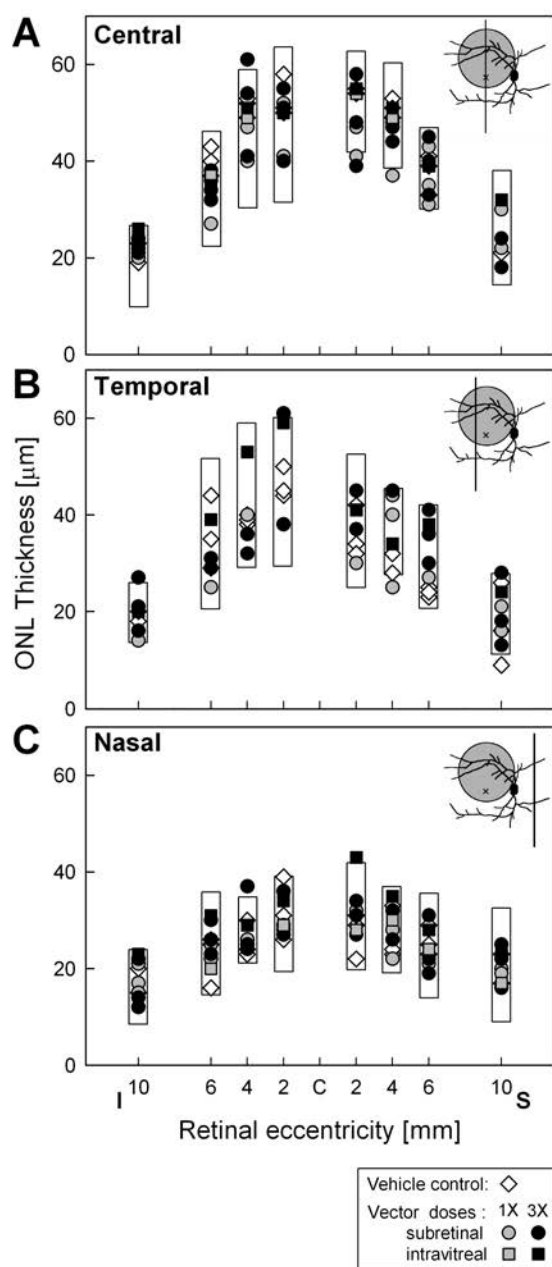 A Central
60
40
20
0
B Temporal
60
40
20
0
ONL Thickness [µm]
C Nasal
60
40
20
0
I 10 6 4 2 C 2 4 6 10 S
Retinal eccentricity [mm]
Vehicle control:
Vector doses : 1X 3X
subretinal
intravitreal